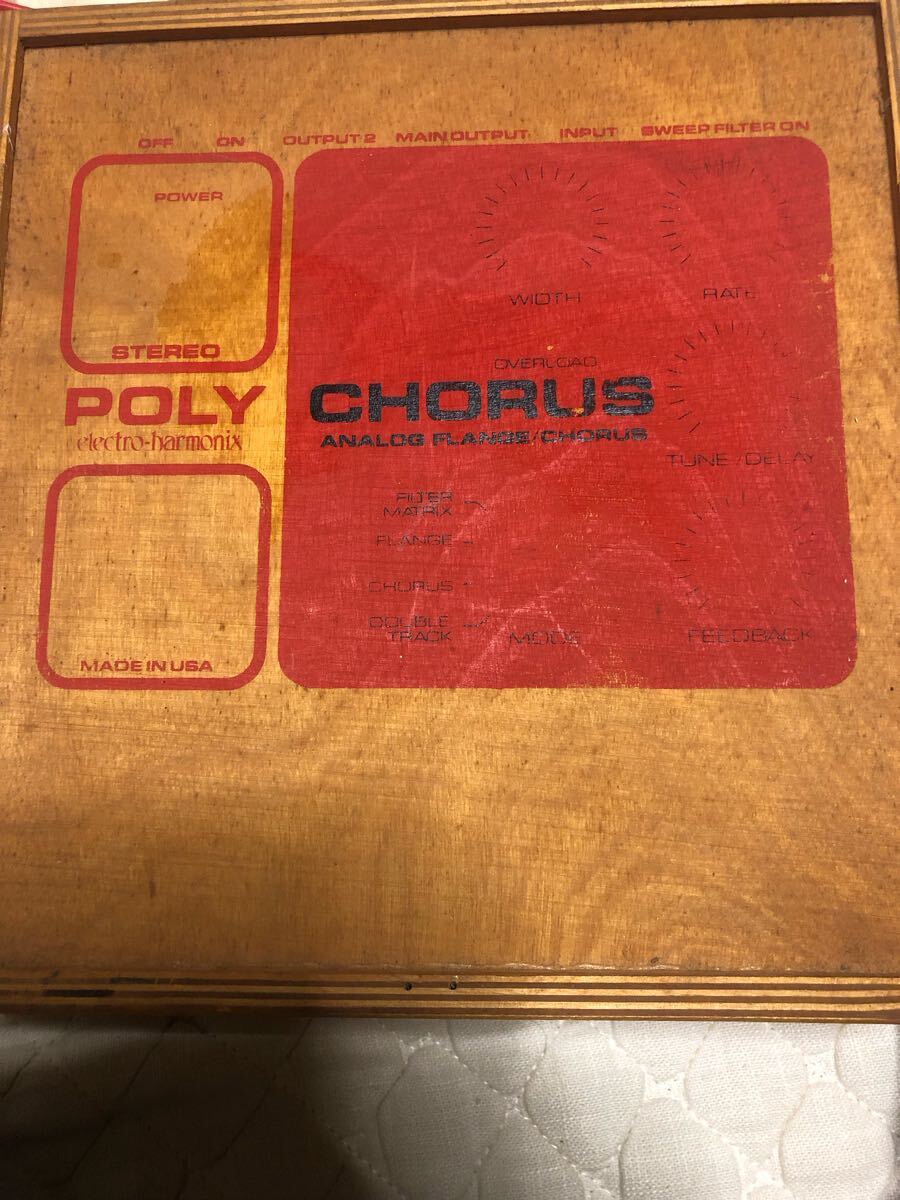 OFF ON OUTPUT 2 MAIN OUTPUT INPUT SWEEP FILTER ON
POWER
STEREO
POLY
electro-harmonix
MADE IN USA
WIDTH RATE
OVERLOAD
CHORUS
ANALOG FLANGE/CHORUS
TUNE/DELAY
FILTER
MATRIX
FLANGE
CHORUS
DOUBLE
TRACK
MODE FEEDBACK